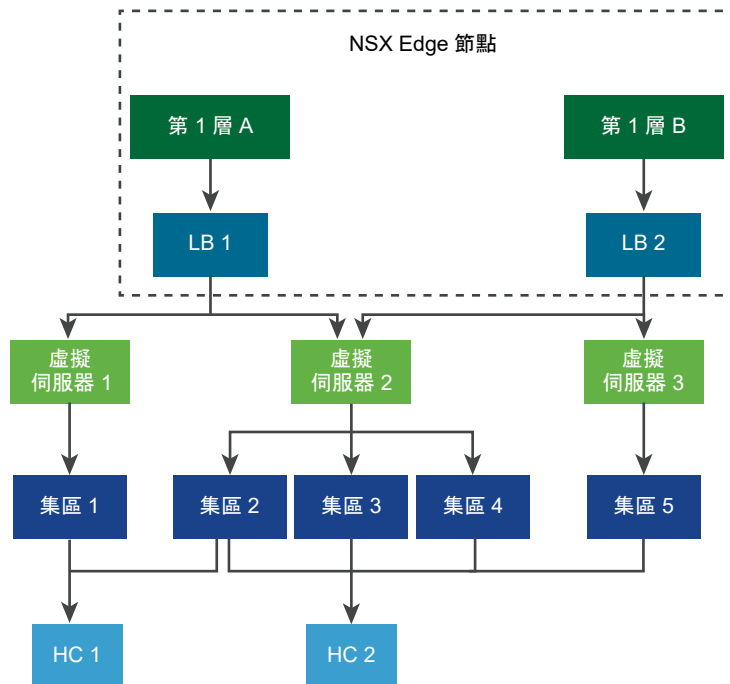 NSX Edge 節點
第 1 層 A
第 1 層 B
LB 1
LB 2
虛擬
伺服器 1
虛擬
伺服器 2
虛擬
伺服器 3
集區 1
集區 2
集區 3
集區 4
集區 5
HC 1
HC 2